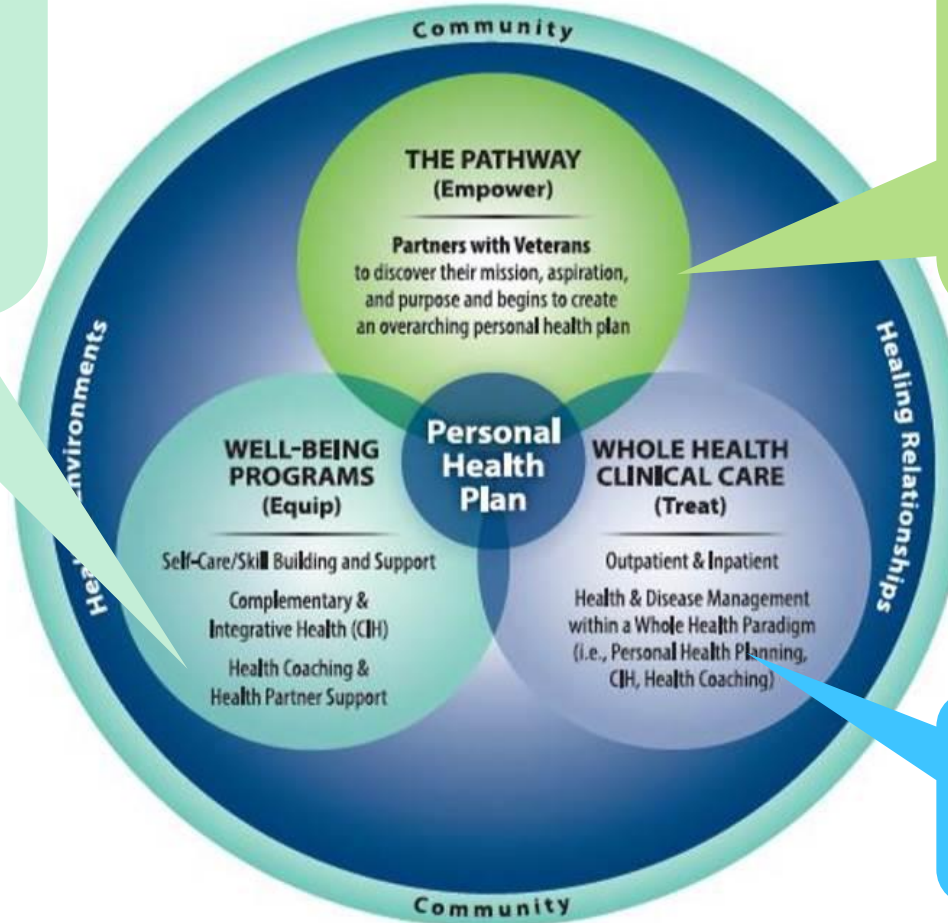 Community
THE PATHWAY
(Empower)
Partners with Veterans
to discover their mission, aspiration,
and purpose and begins to create
an overarching personal health plan
Environments
Healing Relationships
Personal
Health
Plan
WELL-BEING
PROGRAMS
(Equip)
Self-Care/Skill Building and Support
Complementary &
Integrative Health (CIH)
Health Coaching &
Health Partner Support
WHOLE HEALTH
CLINICAL CARE
(Treat)
Outpatient & Inpatient
Health & Disease Management
within a Whole Health Paradigm
(i.e., Personal Health Planning,
CIH, Health Coaching)
Community